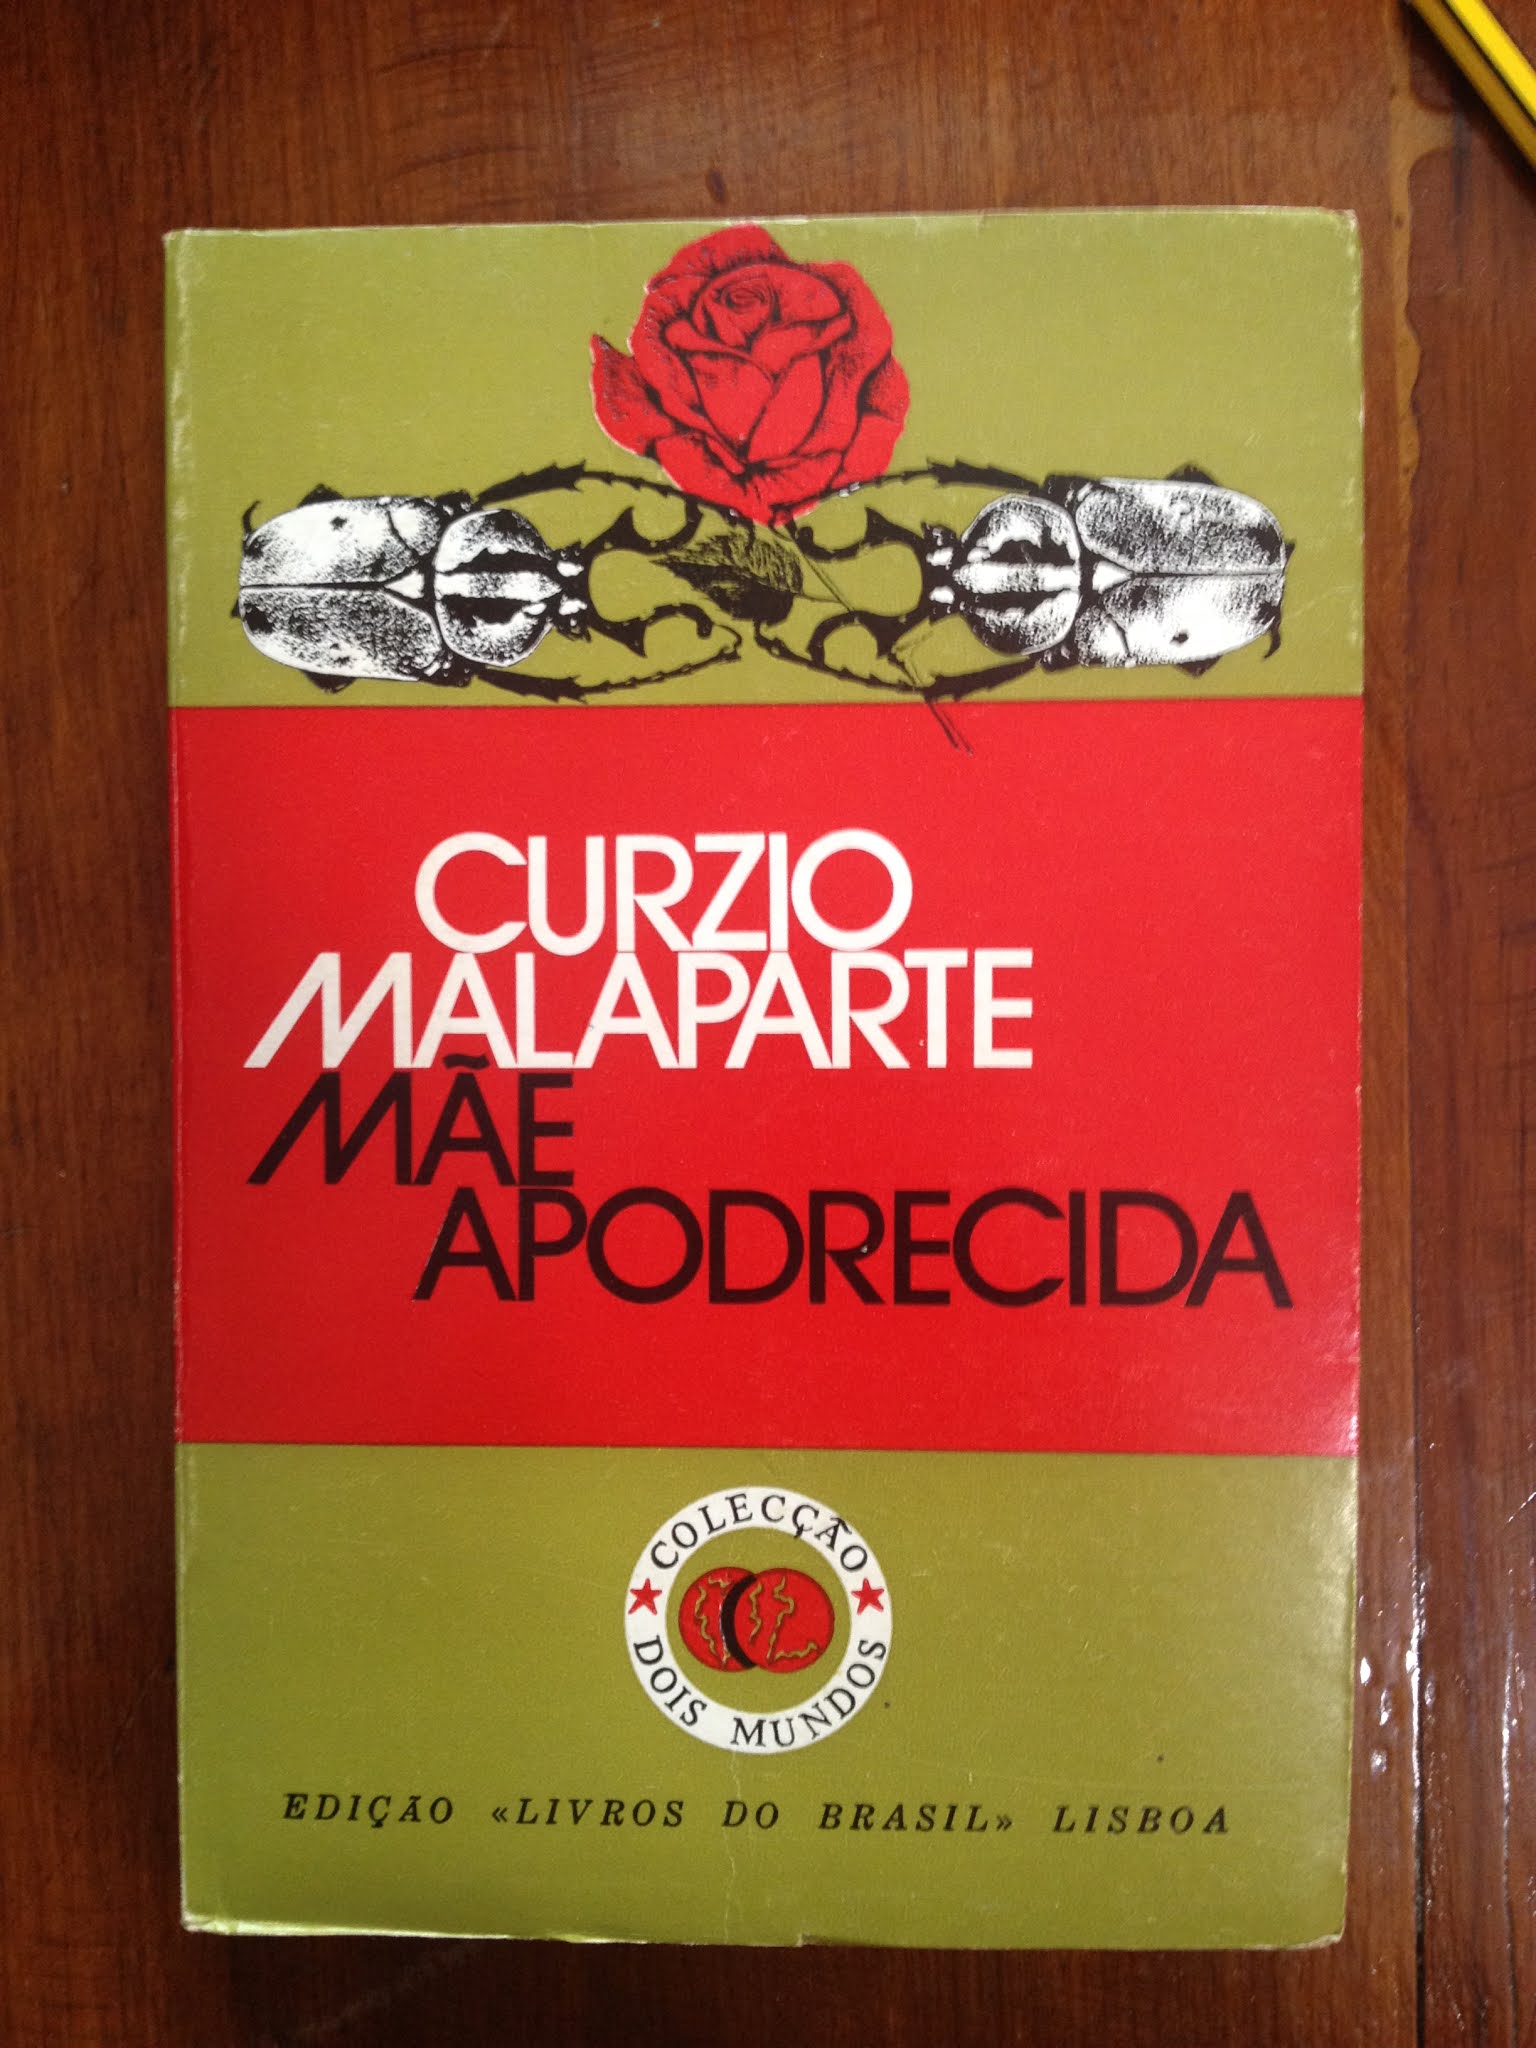 CURZIO
MALAPARTE
MÃE
APODRECIDA
COLECÇÃO
DOIS MUNDOS
EDIÇÃO «LIVROS DO BRASIL» LISBOA